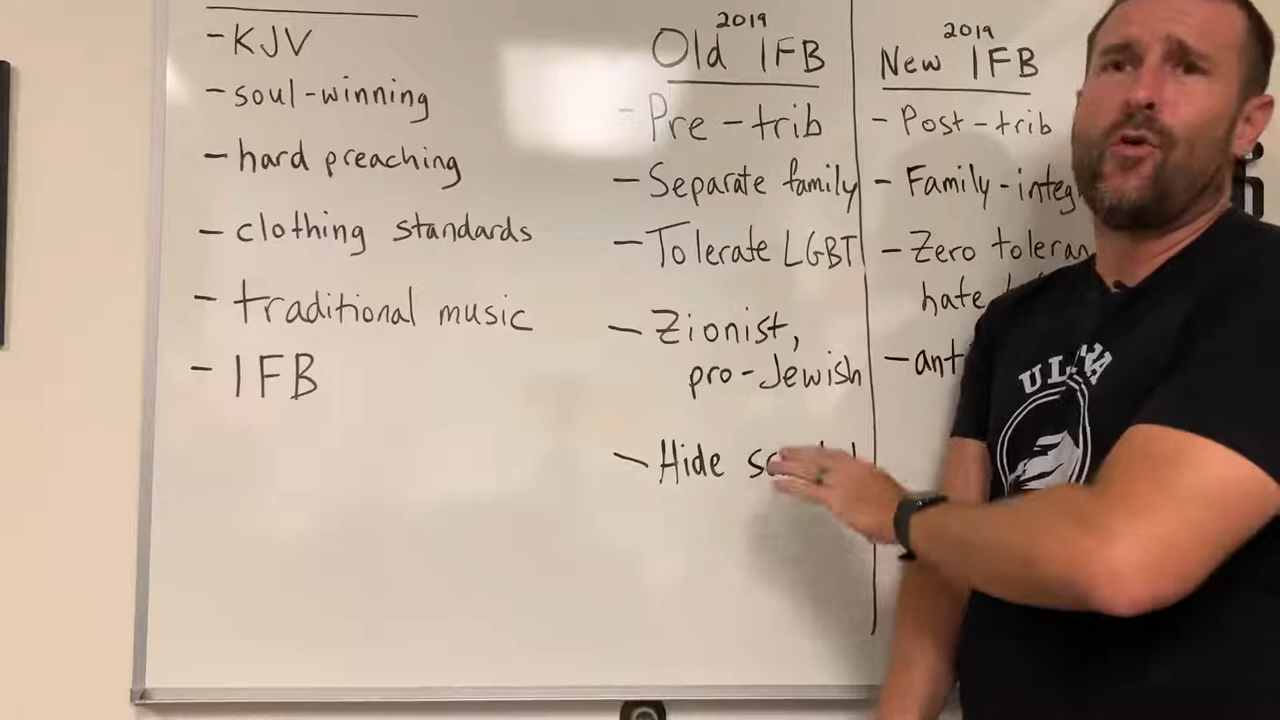 - KJV
- soul-winning
- hard preaching
- clothing standards
- traditional music
- IFB
2019
Old IFB
- Pre-trib
- Separate family
- Tolerate LGBT
- Zionist,
pro-Jewish
- Hide
2019
New IFB
- Post-trib
- Family-integ
- Zero toleran
hate
- ant